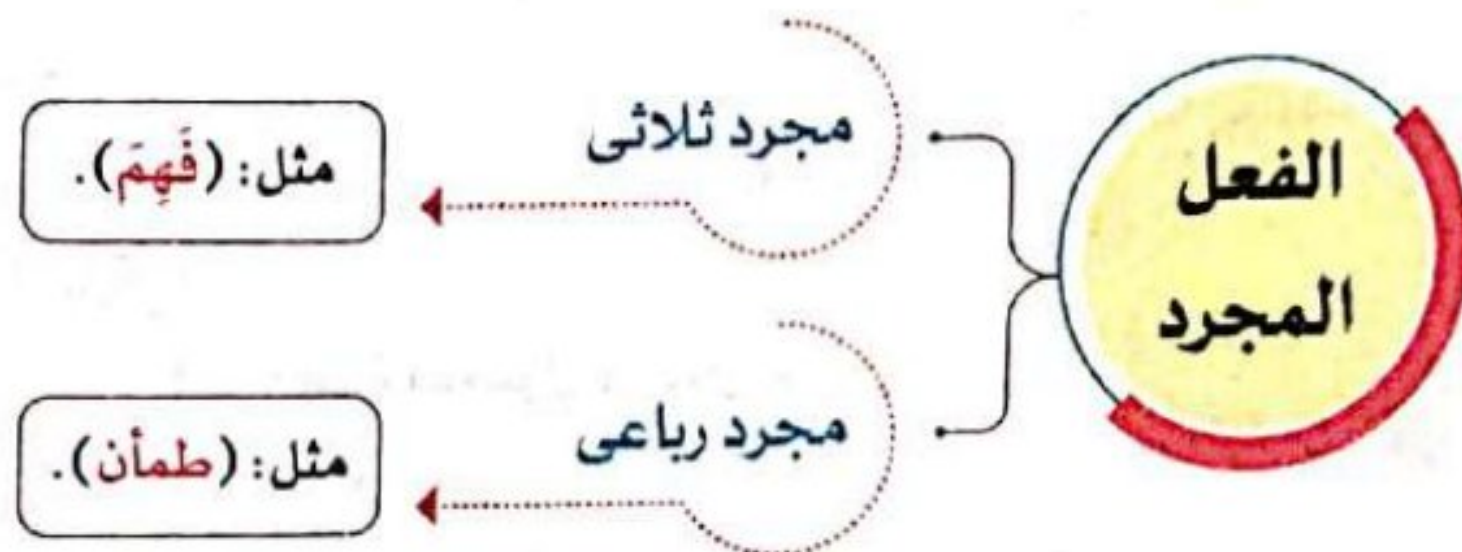 الفعل
المجرد
مجرد ثلاثى
مثل: (فَهِمَ).
مجرد رباعى
مثل: (طمأن).